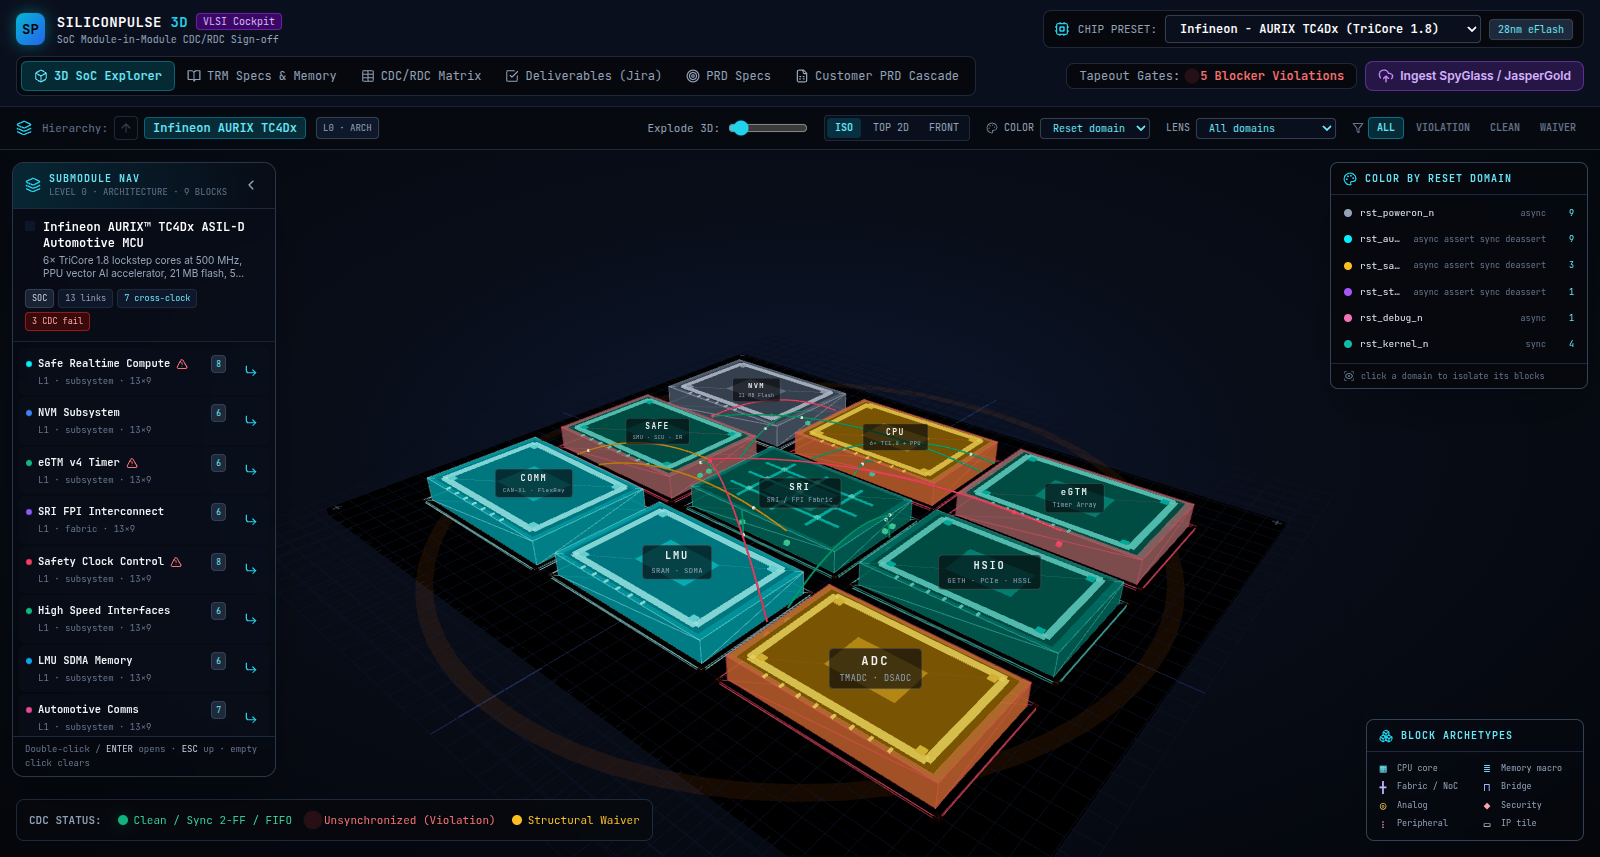 SP
SILICONPULSE 3D
VLSI Cockpit
SoC Module-in-Module CDC/RDC Sign-off
CHIP PRESET:
Infineon - AURIX TC4Dx (TriCore 1.8)
28nm eFlash
3D SoC Explorer
TRM Specs & Memory
CDC/RDC Matrix
Deliverables (Jira)
PRD Specs
Customer PRD Cascade
Tapeout Gates:
5 Blocker Violations
Ingest SpyGlass / JasperGold
Hierarchy:
Infineon AURIX TC4Dx
L0 · ARCH
Explode 3D:
ISO
TOP 2D
FRONT
COLOR
Reset domain
LENS
All domains
ALL
VIOLATION
CLEAN
WAIVER
SUBMODULE NAV
LEVEL 0 · ARCHITECTURE · 9 BLOCKS
Infineon AURIX™ TC4Dx ASIL-D
Automotive MCU
6× TriCore 1.8 lockstep cores at 500 MHz,
PPU vector AI accelerator, 21 MB flash, 5…
SOC
13 links
7 cross-clock
3 CDC fail
Safe Realtime Compute
8
L1 · subsystem · 13×9
NVM Subsystem
6
L1 · subsystem · 13×9
eGTM v4 Timer
6
L1 · subsystem · 13×9
SRI FPI Interconnect
6
L1 · fabric · 13×9
Safety Clock Control
8
L1 · subsystem · 13×9
High Speed Interfaces
6
L1 · subsystem · 13×9
LMU SDMA Memory
6
L1 · subsystem · 13×9
Automotive Comms
7
L1 · subsystem · 13×9
Double-click / ENTER opens · ESC up · empty
click clears
NVM
21 MB Flash
SAFE
SMU · SCU · IR
CPU
6× TC1.8 + PPU
COMM
CAN-XL · FlexRay
SRI
SRI / FPI Fabric
eGTM
Timer Array
LMU
SRAM · SDMA
HSIO
GETH · PCIe · HSSL
ADC
TMADC · DSADC
COLOR BY RESET DOMAIN
rst_poweron_n
async
9
rst_au…
async assert sync deassert
9
rst_sa…
async assert sync deassert
3
rst_st…
async assert sync deassert
1
rst_debug_n
async
1
rst_kernel_n
sync
4
click a domain to isolate its blocks
BLOCK ARCHETYPES
CPU core
Memory macro
Fabric / NoC
Bridge
Analog
Security
Peripheral
IP tile
CDC STATUS:
Clean / Sync 2-FF / FIFO
Unsynchronized (Violation)
Structural Waiver